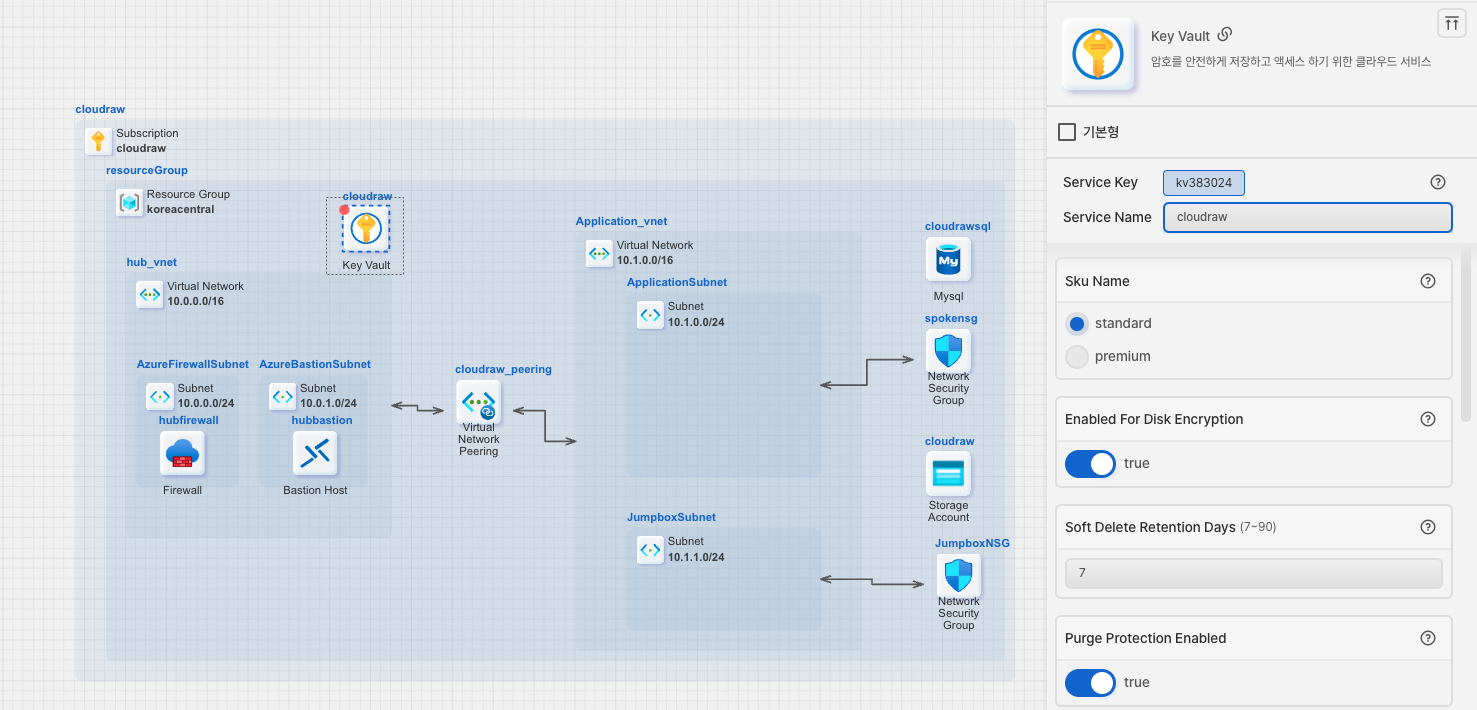 cloudraw
Subscription
cloudraw
resourceGroup
Resource Group
koreacentral
cloudraw
Key Vault
hub_vnet
Virtual Network
10.0.0.0/16
AzureFirewallSubnet
Subnet
10.0.0.0/24
hubfirewall
Firewall
AzureBastionSubnet
Subnet
10.0.1.0/24
hubbastion
Bastion Host
cloudraw_peering
Virtual
Network
Peering
Application_vnet
Virtual Network
10.1.0.0/16
ApplicationSubnet
Subnet
10.1.0.0/24
JumpboxSubnet
Subnet
10.1.1.0/24
cloudrawsql
My
Mysql
spokensg
Network
Security
Group
cloudraw
Storage
Account
JumpboxNSG
Network
Security
Group
Key Vault
암호를 안전하게 저장하고 액세스 하기 위한 클라우드 서비스
기본형
Service Key kv383024
Service Name cloudraw
Sku Name
standard
premium
Enabled For Disk Encryption
true
Soft Delete Retention Days (7~90)
7
Purge Protection Enabled
true